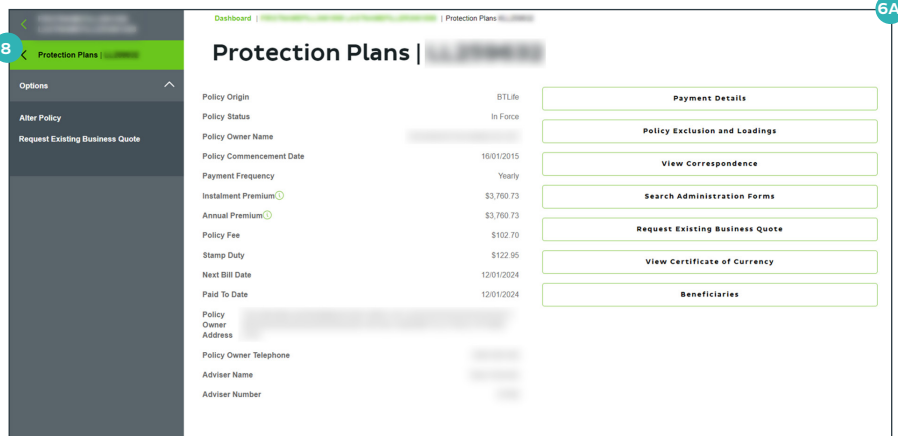 6A
Dashboard | | Protection Plans
8
Protection Plans |
Protection Plans |
Options
Alter Policy
Request Existing Business Quote
Policy Origin BTLife
Policy Status In Force
Policy Owner Name
Policy Commencement Date 16/01/2015
Payment Frequency Yearly
Instalment Premium $3,760.73
Annual Premium $3,760.73
Policy Fee $102.70
Stamp Duty $122.95
Next Bill Date 12/01/2024
Paid To Date 12/01/2024
Policy
Owner
Address
Policy Owner Telephone
Adviser Name
Adviser Number
Payment Details
Policy Exclusion and Loadings
View Correspondence
Search Administration Forms
Request Existing Business Quote
View Certificate of Currency
Beneficiaries